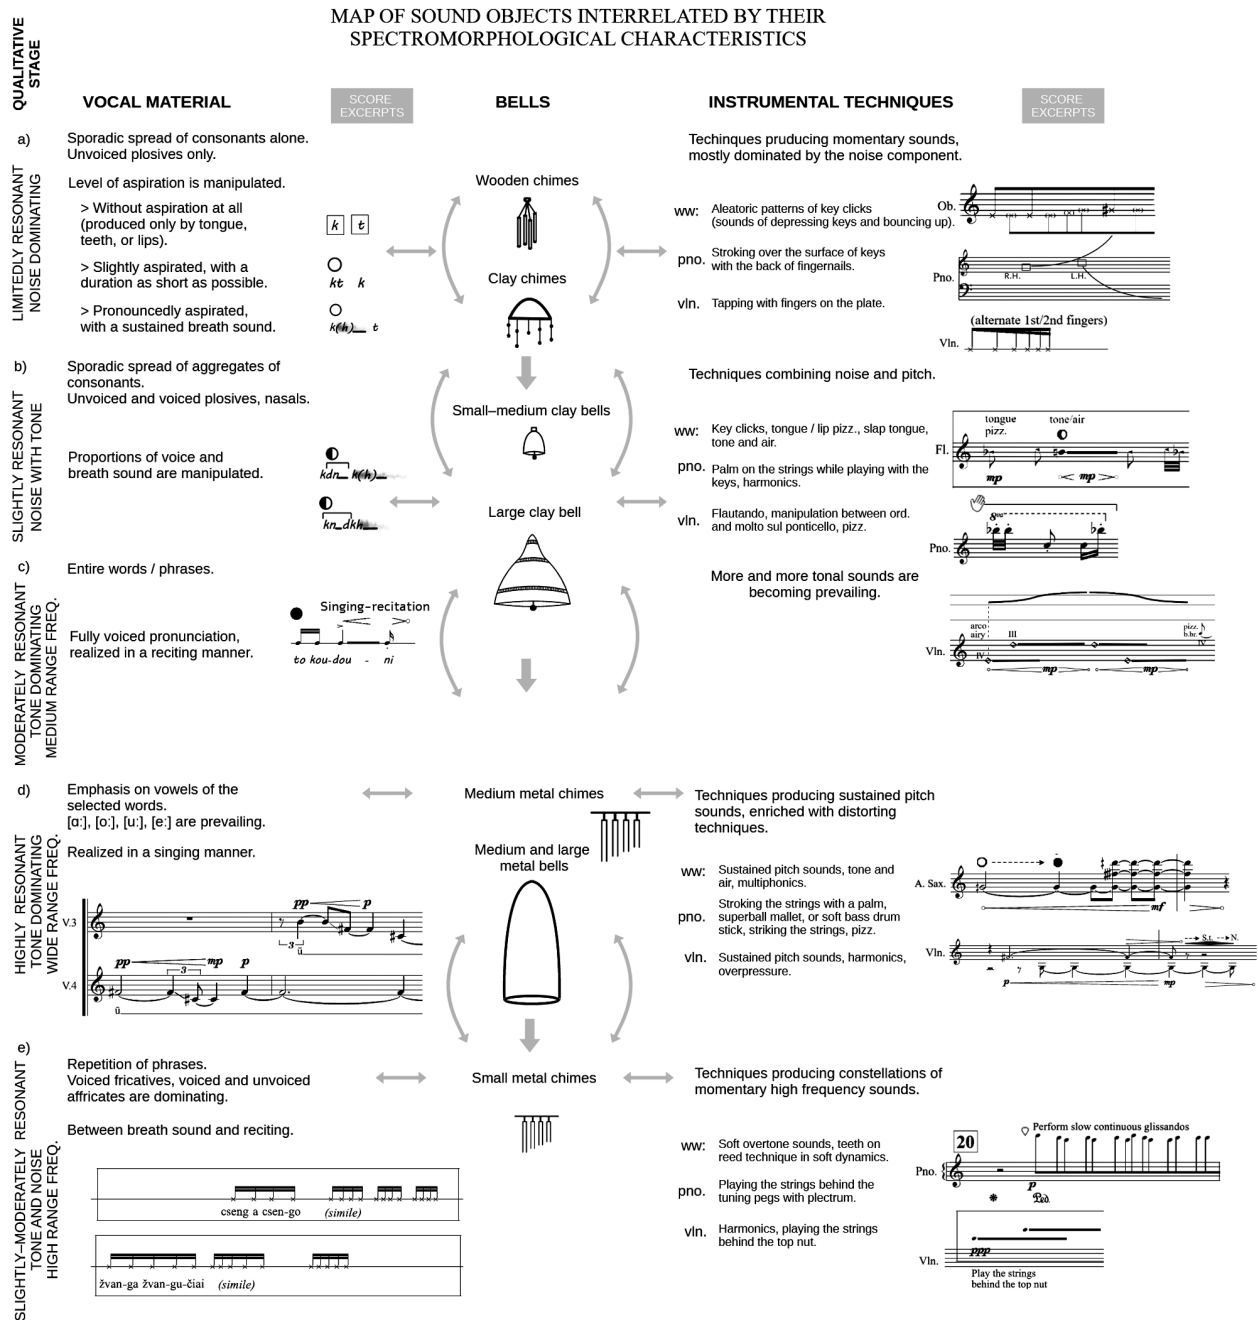 MAP OF SOUND OBJECTS INTERRELATED BY THEIR
SPECTROMORPHOLOGICAL CHARACTERISTICS
QUALITATIVE
STAGE
VOCAL MATERIAL
SCORE
EXCERPTS
BELLS
INSTRUMENTAL TECHNIQUES
SCORE
EXCERPTS
a)
LIMITEDLY RESONANT
NOISE DOMINATING
Sporadic spread of consonants alone.
Unvoiced plosives only.
Level of aspiration is manipulated.
> Without aspiration at all
(produced only by tongue,
teeth, or lips).
k t
> Slightly aspirated, with a
duration as short as possible.
kt k
> Pronouncedly aspirated,
with a sustained breath sound.
k(h)__ t
Wooden chimes
Clay chimes
Techinques pruducing momentary sounds,
mostly dominated by the noise component.
ww: Aleatoric patterns of key clicks
(sounds of depressing keys and bouncing up).
pno. Stroking over the surface of keys
with the back of fingernails.
vln. Tapping with fingers on the plate.
Ob.
Pno.
R.H. L.H.
(alternate 1st/2nd fingers)
Vln.
b)
SLIGHTLY RESONANT
NOISE WITH TONE
Sporadic spread of aggregates of
consonants.
Unvoiced and voiced plosives, nasals.
Proportions of voice and
breath sound are manipulated.
kdn_ k(h)__
kn_dkh__
Small–medium clay bells
Large clay bell
Techniques combining noise and pitch.
ww: Key clicks, tongue / lip pizz., slap tongue,
tone and air.
pno. Palm on the strings while playing with the
keys, harmonics.
vln. Flautando, manipulation between ord.
and molto sul ponticello, pizz.
tongue
pizz.
tone/air
Fl.
mp mp
8va
Pno.
c)
MODERATELY RESONANT
TONE DOMINATING
MEDIUM RANGE FREQ.
Entire words / phrases.
Fully voiced pronunciation,
realized in a reciting manner.
Singing-recitation
to kou-dou - ni
More and more tonal sounds are
becoming prevailing.
arco
airy
III
IV
pizz.
b.br.
IV
Vln.
mp mp
d)
HIGHLY RESONANT
TONE DOMINATING
WIDE RANGE FREQ.
Emphasis on vowels of the
selected words.
[ɑː], [oː], [uː], [eː] are prevailing.
Realized in a singing manner.
pp p
V.3
3
ū
pp mp p
3
V.4
ū
Medium metal chimes
Medium and large
metal bells
Techniques producing sustained pitch
sounds, enriched with distorting
techniques.
ww: Sustained pitch sounds, tone and
air, multiphonics.
pno. Stroking the strings with a palm,
superball mallet, or soft bass drum
stick, striking the strings, pizz.
vln. Sustained pitch sounds, harmonics,
overpressure.
A. Sax.
mf
S.t. N.
Vln.
p mp
e)
SLIGHTLY–MODERATELY RESONANT
TONE AND NOISE
HIGH RANGE FREQ.
Repetition of phrases.
Voiced fricatives, voiced and unvoiced
affricates are dominating.
Between breath sound and reciting.
cseng a csen-go (simile)
žvan-ga žvan-gu-čiai (simile)
Small metal chimes
Techniques producing constellations of
momentary high frequency sounds.
ww: Soft overtone sounds, teeth on
reed technique in soft dynamics.
pno. Playing the strings behind the
tuning pegs with plectrum.
vln. Harmonics, playing the strings
behind the top nut.
20
Perform slow continuous glissandos
Pno.
p
Ped.
ppp
Vln.
Play the strings
behind the top nut